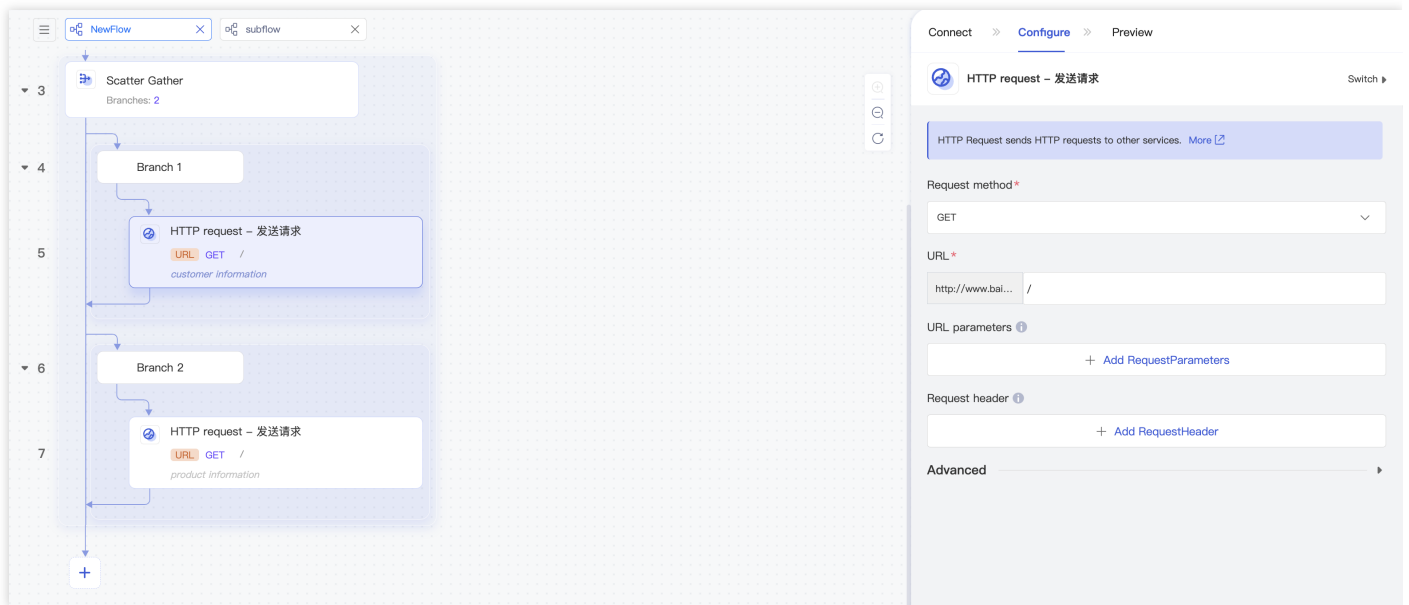 NewFlow
subflow
3
Scatter Gather
Branches: 2
4
Branch 1
5
HTTP request – 发送请求
URL GET /
customer information
6
Branch 2
7
HTTP request – 发送请求
URL GET /
product information
Connect
Configure
Preview
HTTP request – 发送请求
Switch
HTTP Request sends HTTP requests to other services. More
Request method*
GET
URL*
http://www.bai... /
URL parameters
Add RequestParameters
Request header
Add RequestHeader
Advanced